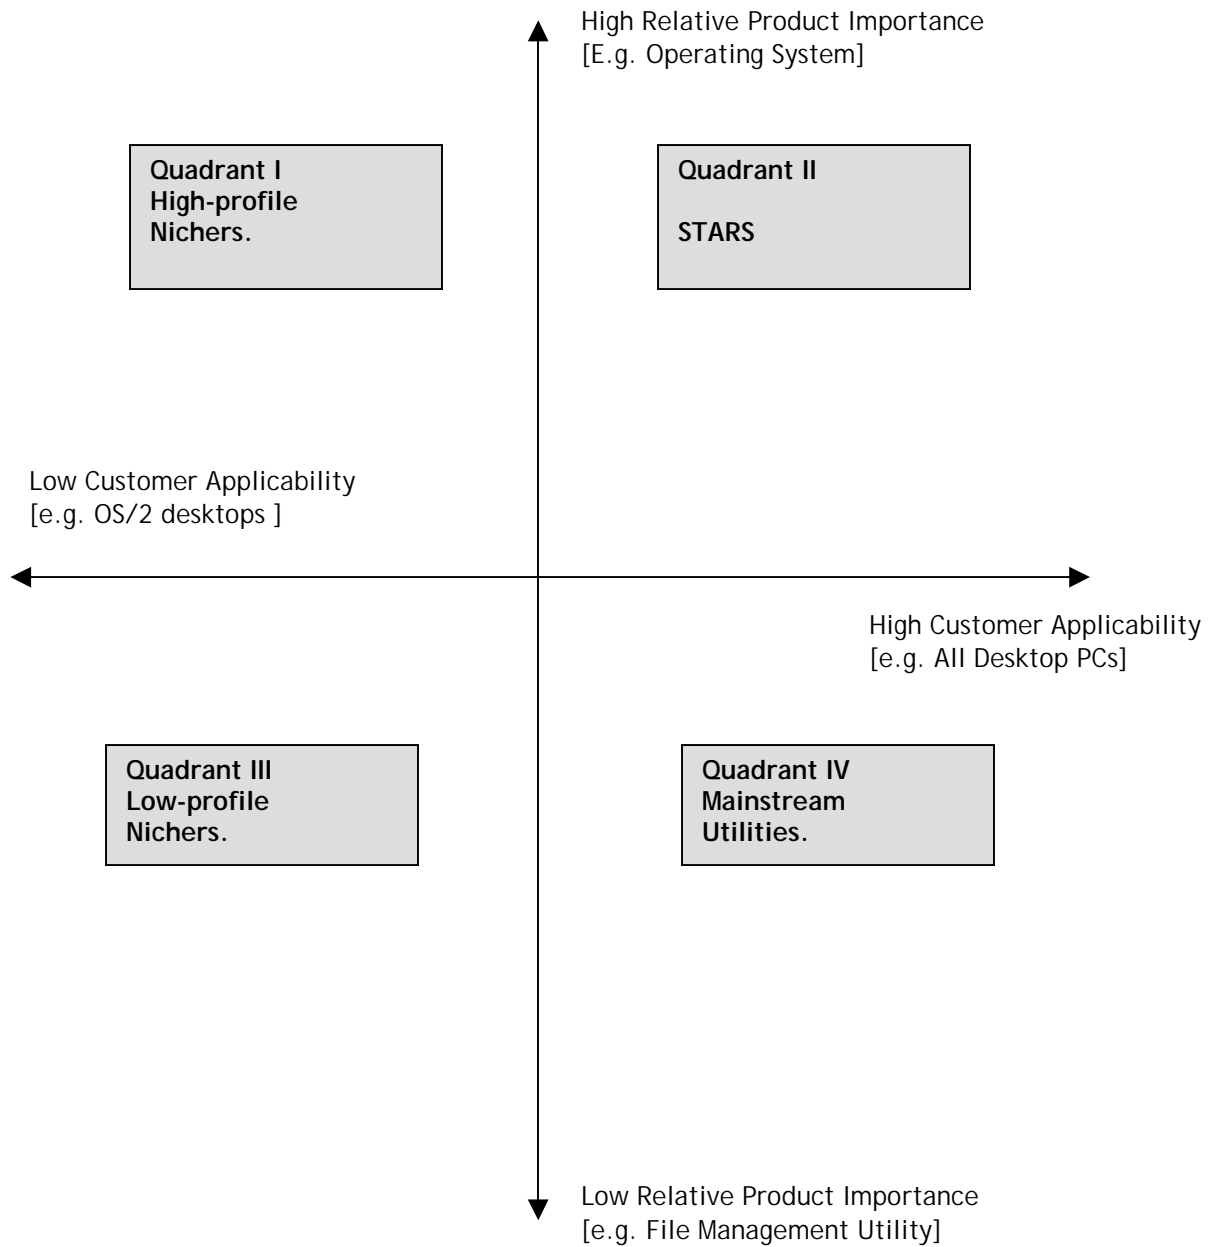 High Relative Product Importance
[E.g. Operating System]
Quadrant I
High-profile
Nichers.
Quadrant II
STARS
Low Customer Applicability
[e.g. OS/2 desktops ]
High Customer Applicability
[e.g. All Desktop PCs]
Quadrant III
Low-profile
Nichers.
Quadrant IV
Mainstream
Utilities.
Low Relative Product Importance
[e.g. File Management Utility]